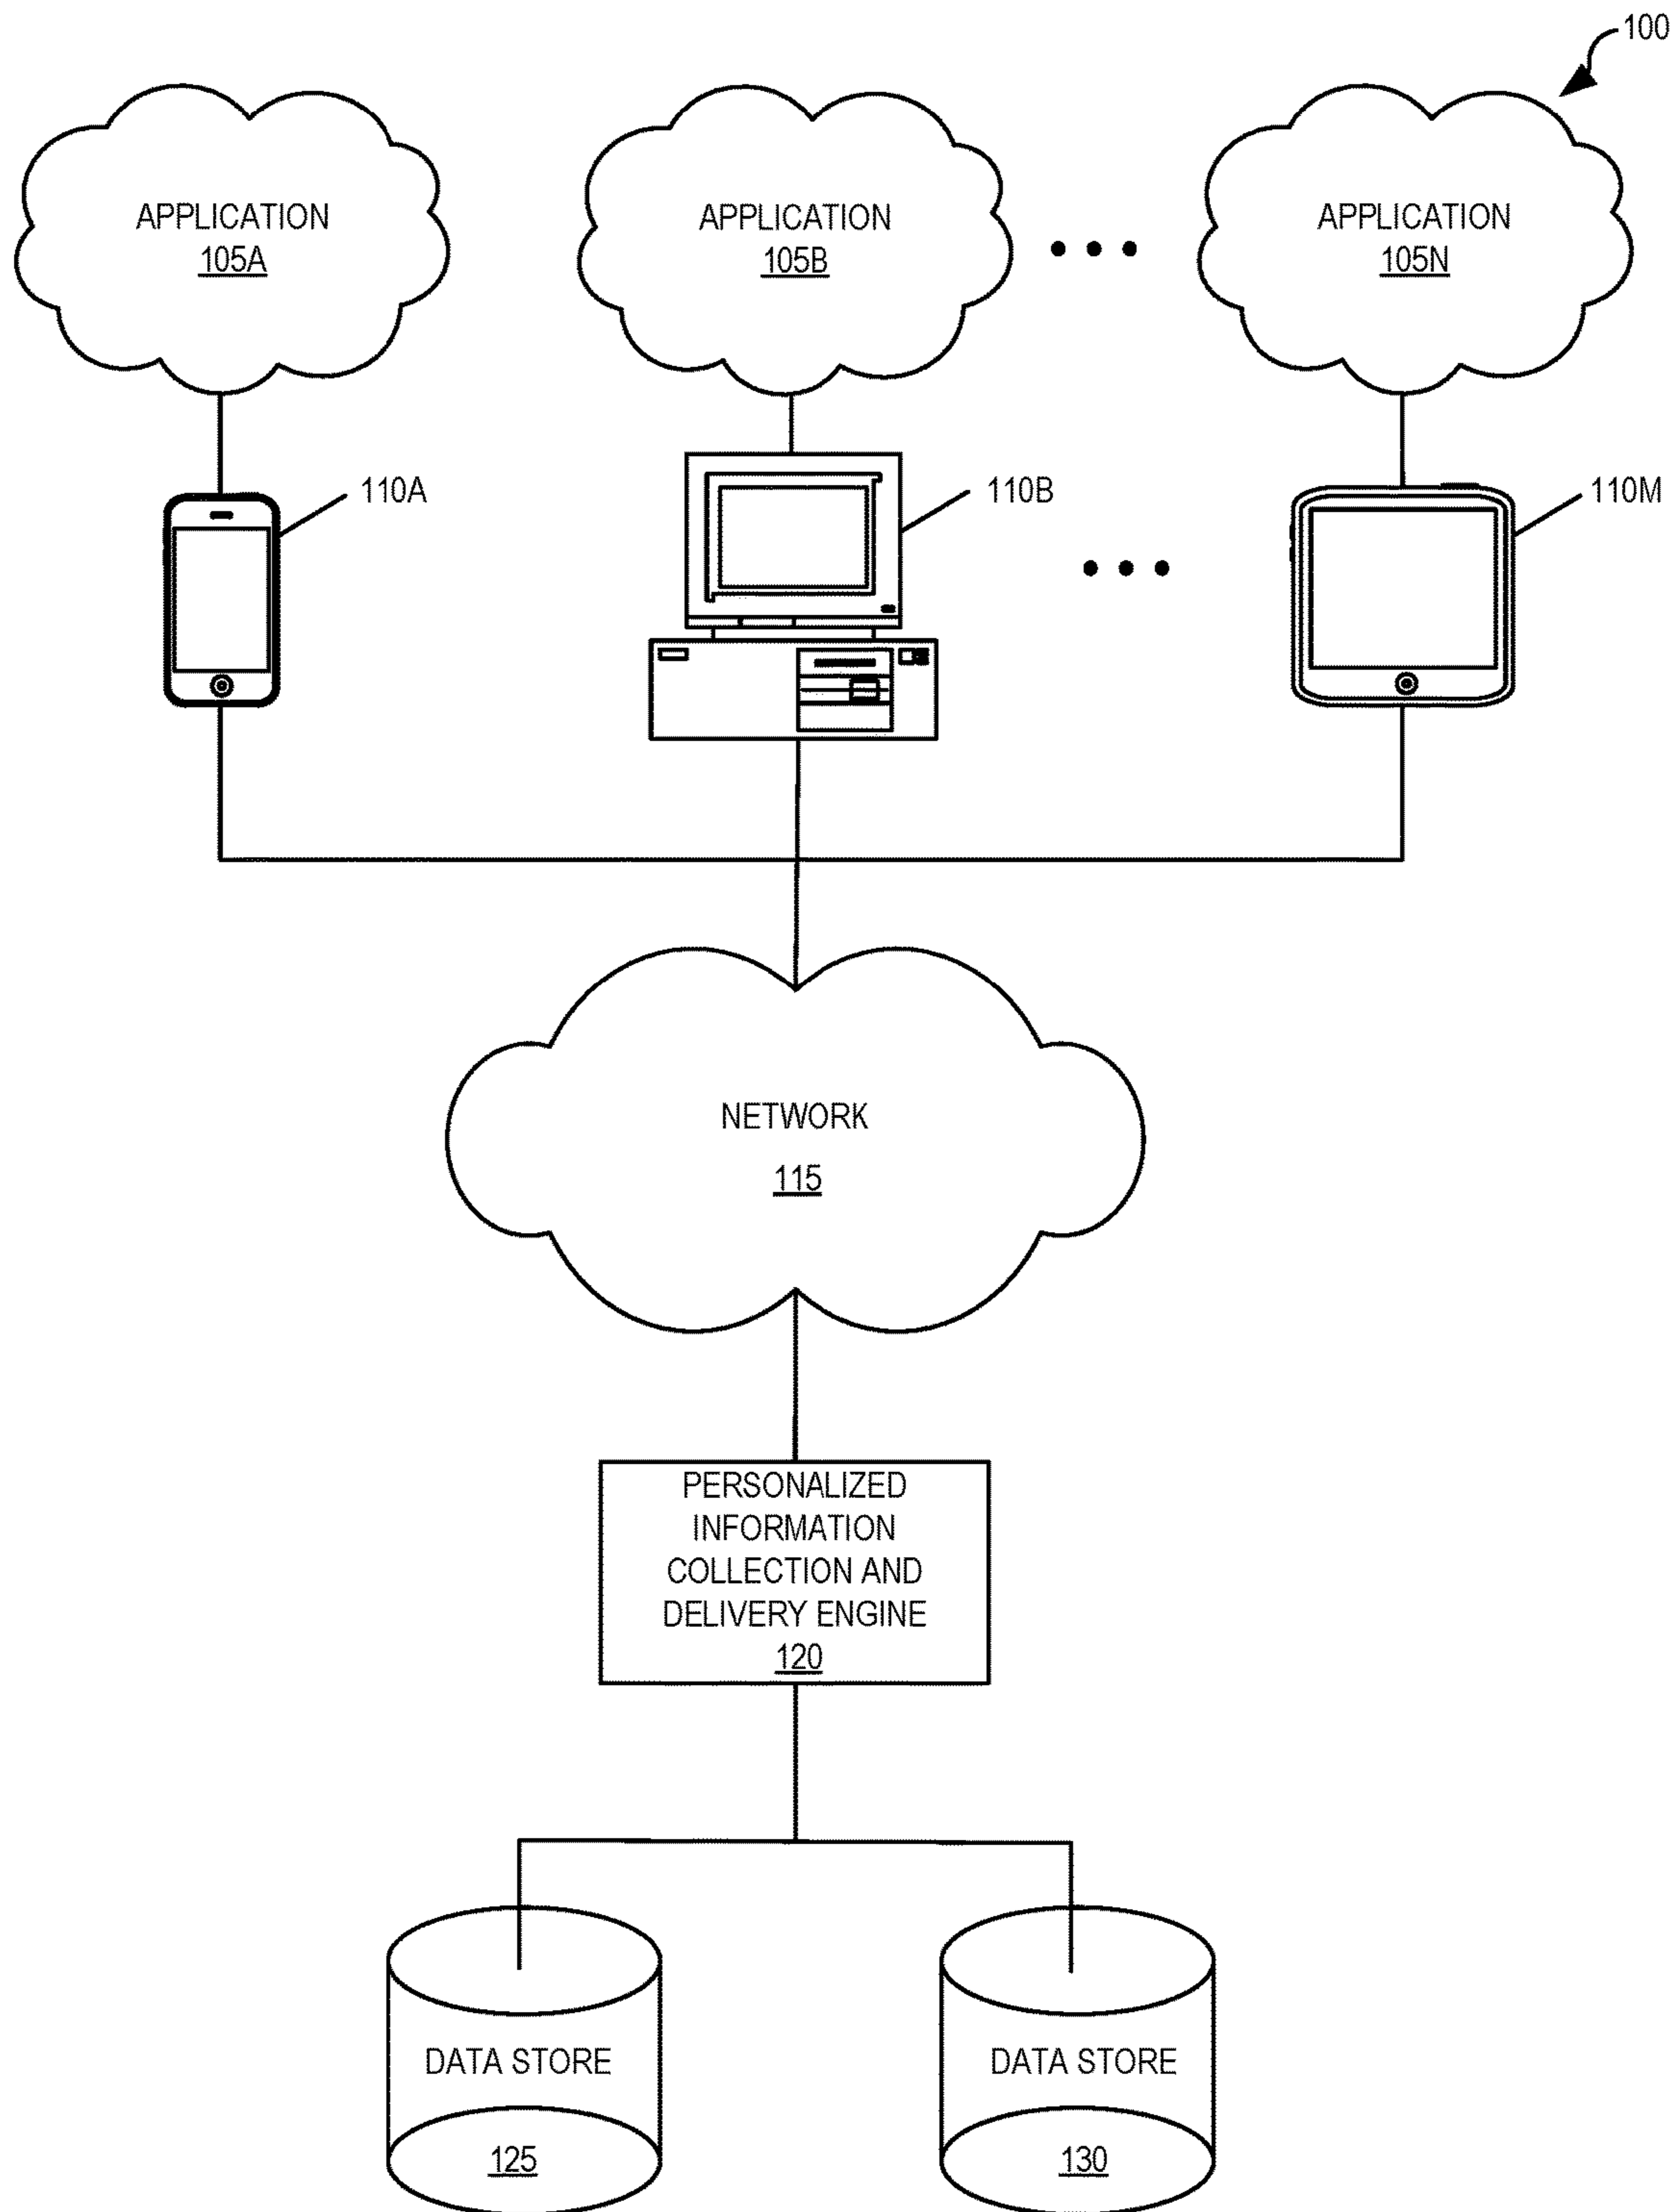 100
APPLICATION
105A
APPLICATION
105B
APPLICATION
105N
110A
110B
110M
NETWORK
115
PERSONALIZED
INFORMATION
COLLECTION AND
DELIVERY ENGINE
120
DATA STORE
125
DATA STORE
130